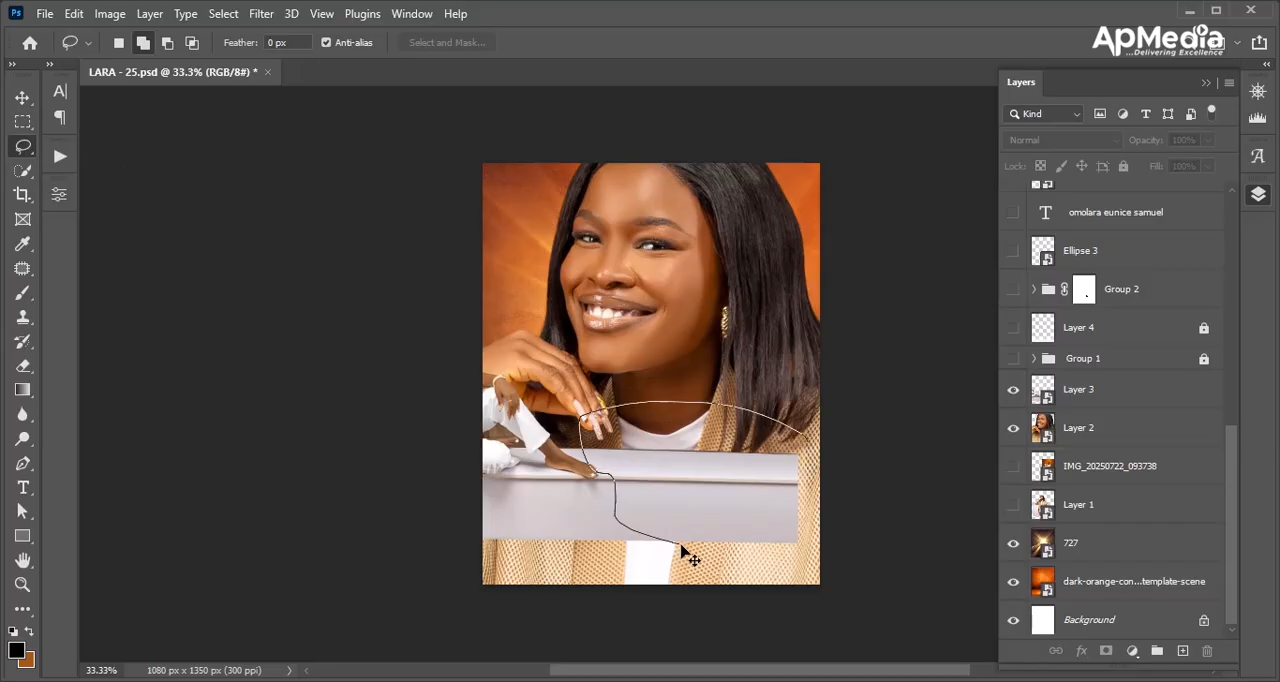 Ps File Edit Image Layer Type Select Filter 3D View Plugins Window Help
Feather: 0 px Anti-alias Select and Mask...
ApMedia
...Delivering Excellence
LARA - 25.psd @ 33.3% (RGB/8#) * ×
Layers
Kind
Normal Opacity: 100%
Lock: Fill: 100%
omolara eunice samuel
Ellipse 3
Group 2
Layer 4
Group 1
Layer 3
Layer 2
IMG_20250722_093738
Layer 1
727
dark-orange-con...template-scene
Background
33.33% 1080 px x 1350 px (300 ppi)